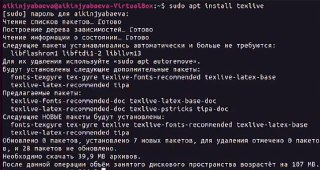 aikinjyabaeva@aikinjyabaeva-VirtualBox:~$ sudo apt install texlive
[sudo] пароль для aikinjyabaeva:
Чтение списков пакетов… Готово
Построение дерева зависимостей… Готово
Чтение информации о состоянии… Готово
Следующие пакеты устанавливались автоматически и больше не требуются:
libflashrom1 libftdi1-2 libllvm13
Для их удаления используйте «sudo apt autoremove».
Будут установлены следующие дополнительные пакеты:
fonts-texgyre tex-gyre texlive-fonts-recommended texlive-latex-base
texlive-latex-recommended tipa
Предлагаемые пакеты:
texlive-fonts-recommended-doc texlive-latex-base-doc
texlive-latex-recommended-doc texlive-pstricks tipa-doc
Следующие НОВЫЕ пакеты будут установлены:
fonts-texgyre tex-gyre texlive texlive-fonts-recommended texlive-latex-base
texlive-latex-recommended tipa
Обновлено 0 пакетов, установлено 7 новых пакетов, для удаления отмечено 0 пакето
в, и 28 пакетов не обновлено.
Необходимо скачать 39,9 MB архивов.
После данной операции объём занятого дискового пространства возрастёт на 107 MB.